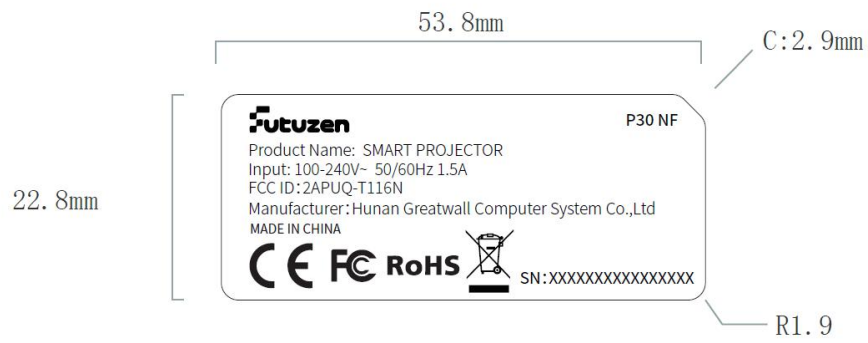 53.8mm
C:2.9mm
Futuzen
P30 NF
Product Name: SMART PROJECTOR
Input: 100-240V~ 50/60Hz 1.5A
FCC ID:2APUQ-T116N
22.8mm
Manufacturer:Hunan Greatwall Computer System Co.,Ltd
MADE IN CHINA
CE FC RoHS
SN:XXXXXXXXXXXXXXXX
R1.9